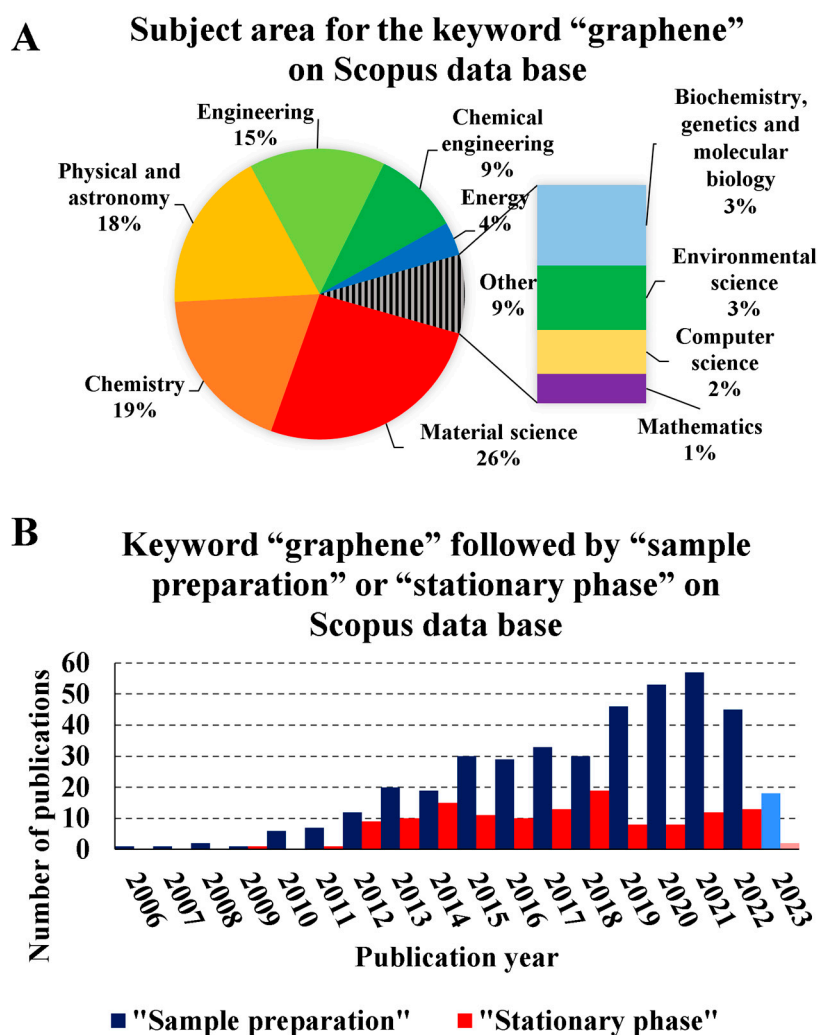 A
Subject area for the keyword “graphene”
on Scopus data base
Engineering
15%
Chemical
engineering
9%
Biochemistry,
genetics and
molecular
biology
3%
Physical and
astronomy
18%
Energy
4%
Environmental
science
3%
Other
9%
Computer
science
2%
Chemistry
19%
Material science
26%
Mathematics
1%
B
Keyword “graphene” followed by “sample
preparation” or “stationary phase” on
Scopus data base
Number of publications
60
50
40
30
20
10
0
2006
2007
2008
2009
2010
2011
2012
2013
2014
2015
2016
2017
2018
2019
2020
2021
2022
2023
Publication year
"Sample preparation"
"Stationary phase"